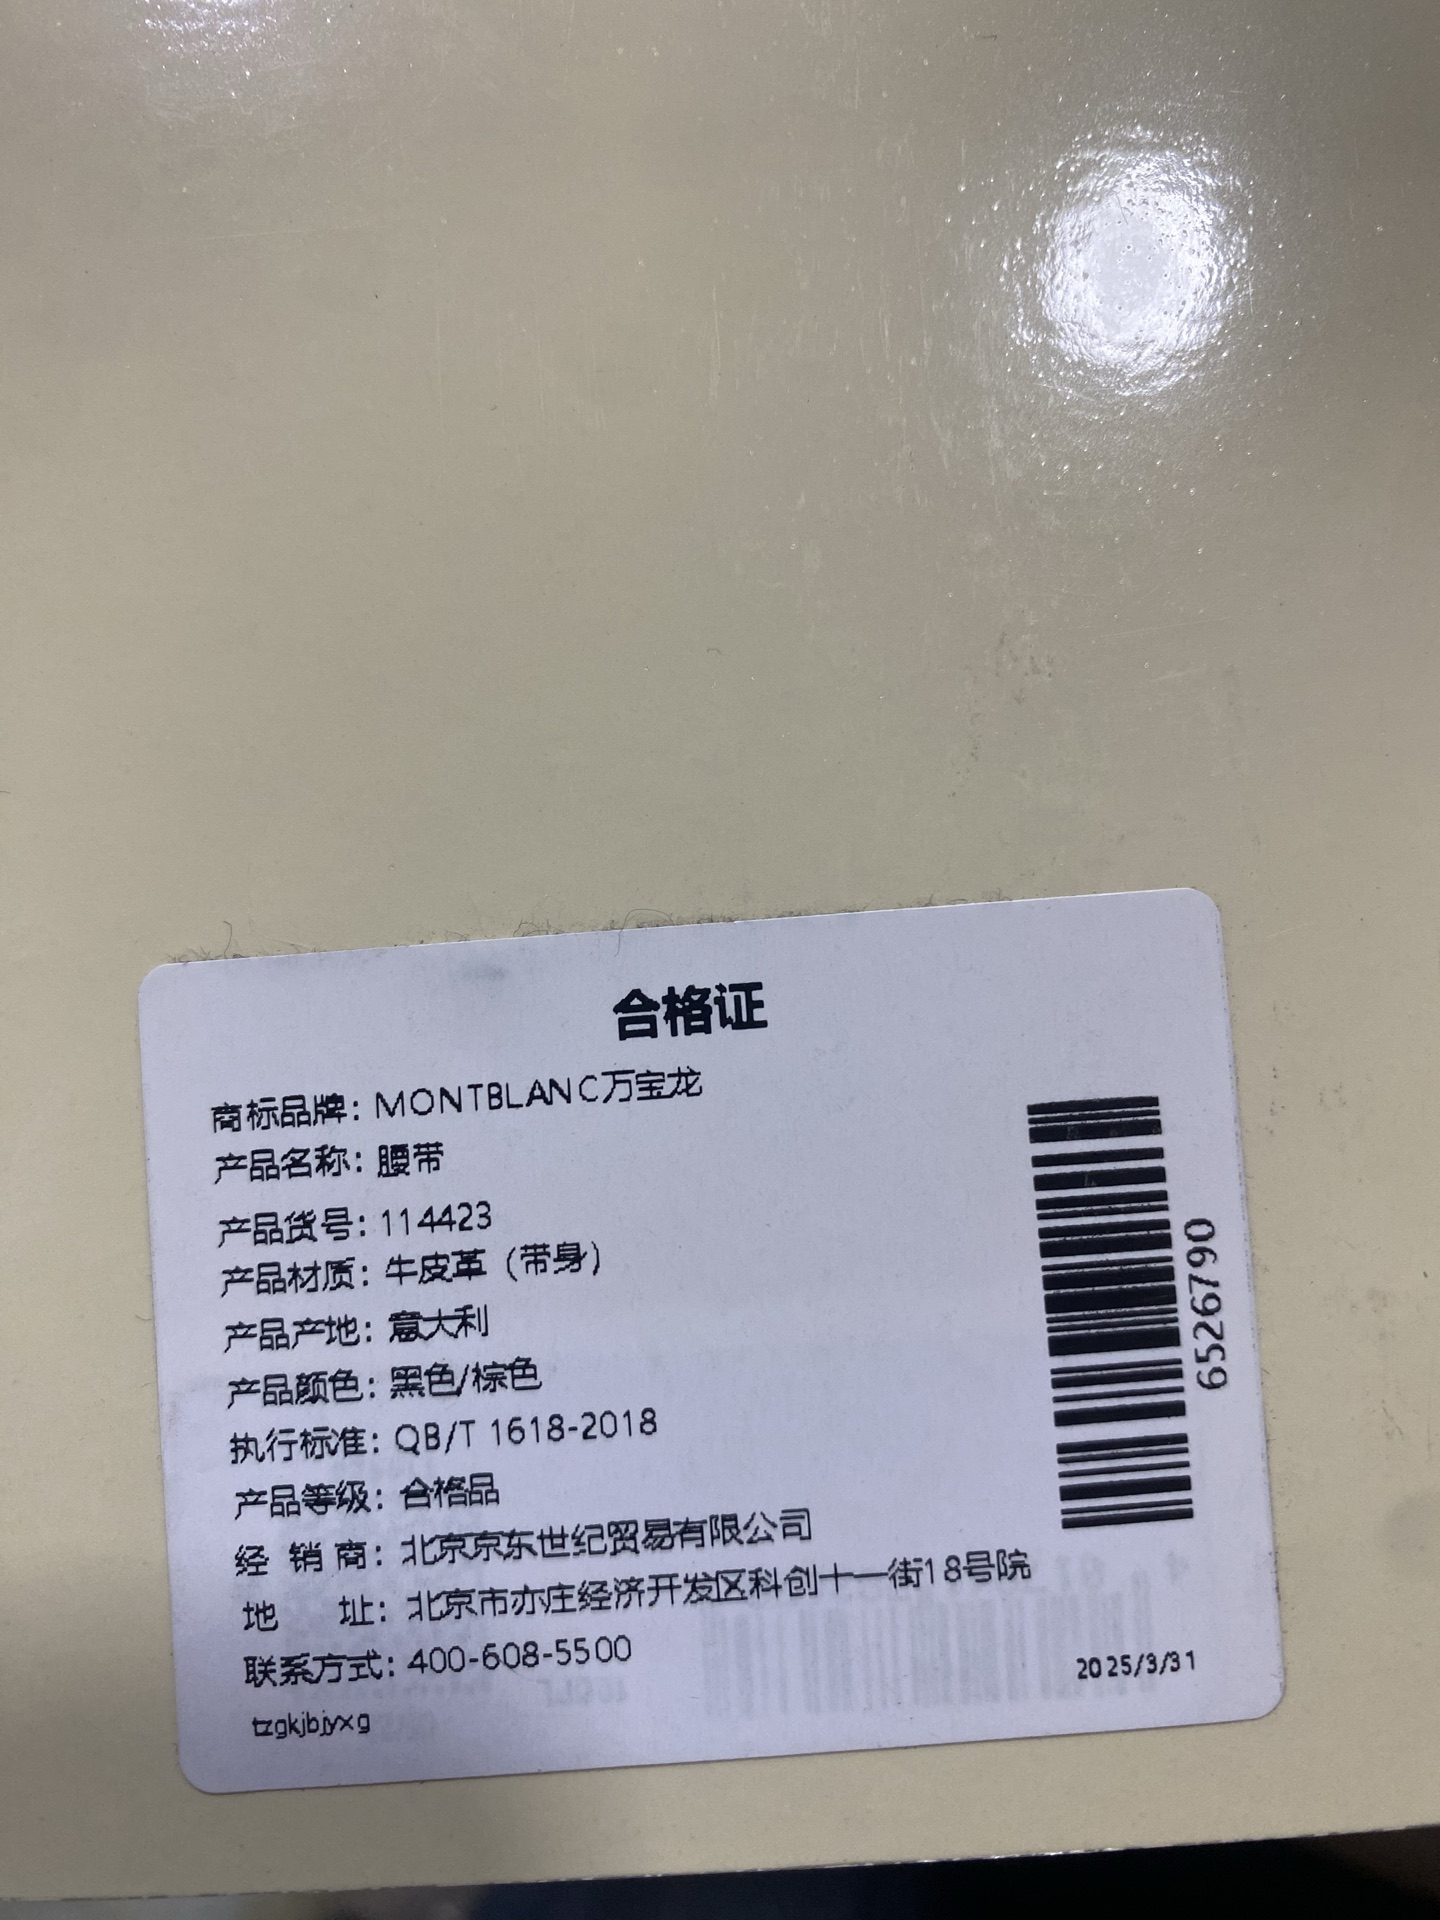 合格证
商标品牌：MONTBLANC万宝龙
产品名称：腰带
产品货号：114423
产品材质：牛皮革（带身）
产品产地：意大利
产品颜色：黑色/棕色
执行标准：QB/T 1618-2018
产品等级：合格品
经 销 商：北京京东世纪贸易有限公司
地 址：北京市亦庄经济开发区科创十一街18号院
联系方式：400-608-5500
tzgkjbjyxg
2025/3/31
6526790